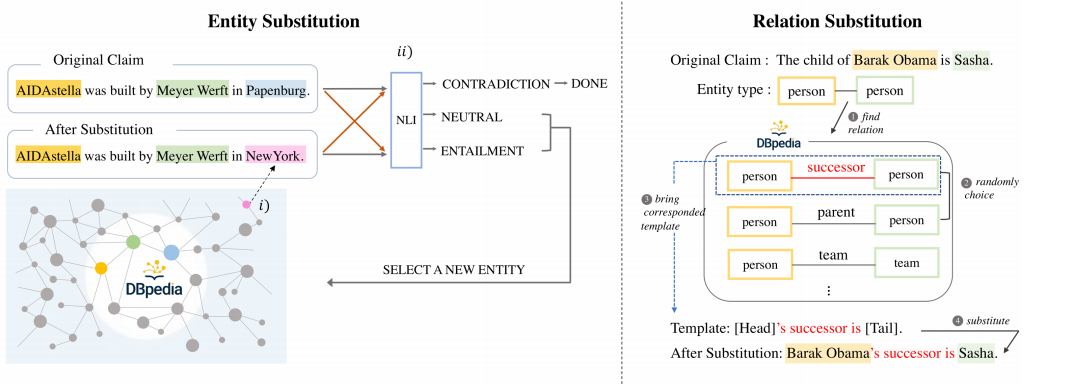 Entity Substitution
Original Claim
AIDAstella was built by Meyer Werft in Papenburg.
After Substitution
AIDAstella was built by Meyer Werft in NewYork.
i)
DBpedia
ii)
NLI
CONTRADICTION
DONE
NEUTRAL
ENTAILMENT
SELECT A NEW ENTITY
Relation Substitution
Original Claim : The child of Barak Obama is Sasha.
Entity type :
person
person
1 find
relation
DBpedia
person
successor
person
2 randomly
choice
3 bring
corresponded
template
person
parent
person
person
team
team
⋮
Template: [Head]'s successor is [Tail].
4 substitute
After Substitution: Barak Obama's successor is Sasha.